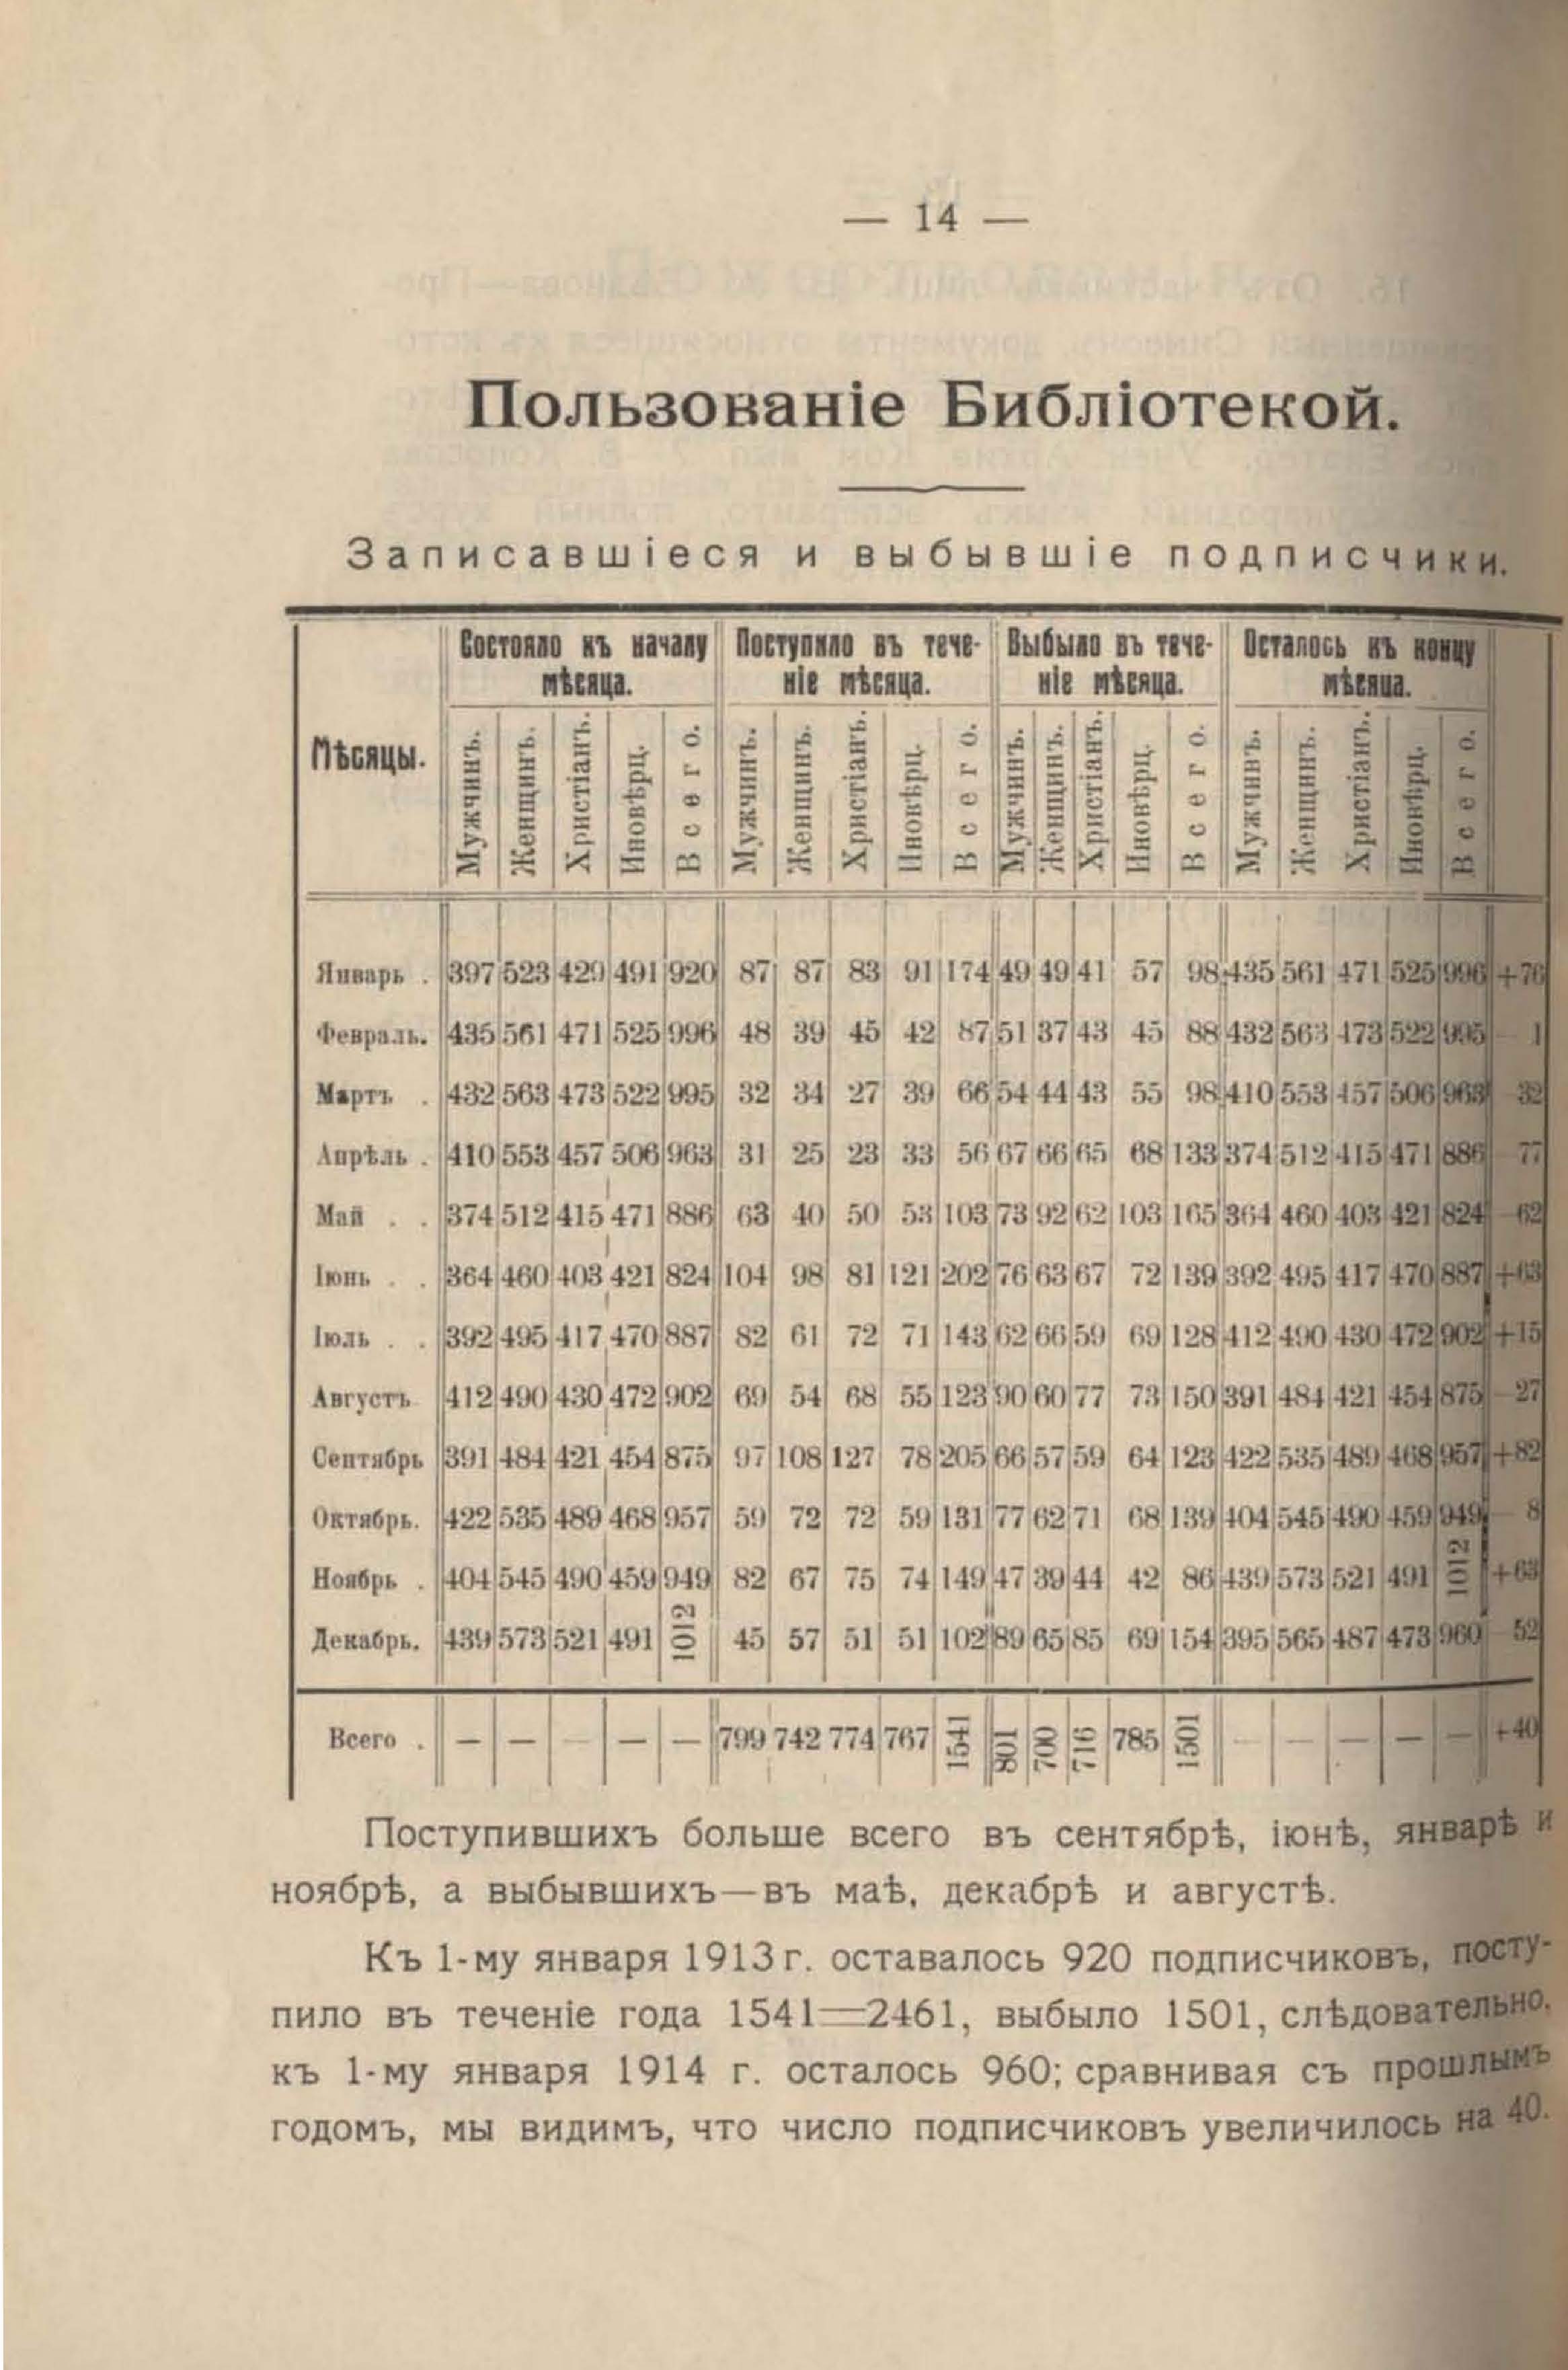 — 14 —
Пользованіе Библіотекой.
Записавшіеся и выбывшіе подписчики.
Мѣсяцы. Состояло къ началу мѣсяца. Поступило въ теченіе мѣсяца. Выбыло въ теченіе мѣсяца. Осталось къ концу мѣсяца.
Мужчинъ. Женщинъ. Христіанъ. Иновѣрц. Всего. Мужчинъ. Женщинъ. Христіанъ. Иновѣрц. Всего. Мужчинъ. Женщинъ. Христіанъ. Иновѣрц. Всего. Мужчинъ. Женщинъ. Христіанъ. Иновѣрц. Всего.
Январь . 397 523 429 491 920 87 87 83 91 174 49 49 41 57 98 435 561 471 525 996 +76
Февраль. 435 561 471 525 996 48 39 45 42 87 51 37 43 45 88 432 563 473 522 995 — 1
Мартъ . 432 563 473 522 995 32 34 27 39 66 54 44 43 55 98 410 553 457 506 963 — 32
Апрѣль . 410 553 457 506 963 31 25 23 33 56 67 66 65 68 133 374 512 415 471 886 — 77
Май . . 374 512 415 471 886 63 40 50 53 103 73 92 62 103 165 364 460 403 421 824 — 62
Іюнь . . 364 460 403 421 824 104 98 81 121 202 76 63 67 72 139 392 495 417 470 887 +63
Іюль . . 392 495 417 470 887 82 61 72 71 143 62 66 59 69 128 412 490 430 472 902 +15
Августъ 412 490 430 472 902 69 54 68 55 123 90 60 77 73 150 391 484 421 454 875 — 27
Сентябрь 391 484 421 454 875 97 108 127 78 205 66 57 59 64 123 422 535 489 468 957 +82
Октябрь. 422 535 489 468 957 59 72 72 59 131 77 62 71 68 139 404 545 490 459 949 — 8
Ноябрь . 404 545 490 459 949 82 67 75 74 149 47 39 44 42 86 439 573 521 491 1012 +63
Декабрь. 439 573 521 491 1012 45 57 51 51 102 89 65 85 69 154 395 565 487 473 960 — 52
Всего . — — — — — 799 742 774 767 1541 801 700 716 785 1501 — — — — — +40
Поступившихъ больше всего въ сентябрѣ, іюнѣ, январѣ и
ноябрѣ, а выбывшихъ—въ маѣ, декабрѣ и августѣ.
Къ 1-му января 1913 г. оставалось 920 подписчиковъ, посту-
пило въ теченіе года 1541=2461, выбыло 1501, слѣдовательно,
къ 1-му января 1914 г. осталось 960; сравнивая съ прошлымъ
годомъ, мы видимъ, что число подписчиковъ увеличилось на 40.